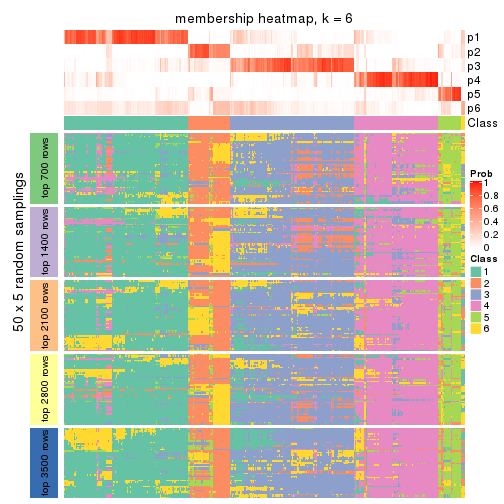 membership heatmap, k = 6
p1
p2
p3
p4
p5
p6
Class
50 x 5 random samplings
top 700 rows
top 1400 rows
top 2100 rows
top 2800 rows
top 3500 rows
Prob
1
0.8
0.6
0.4
0.2
0
Class
1
2
3
4
5
6